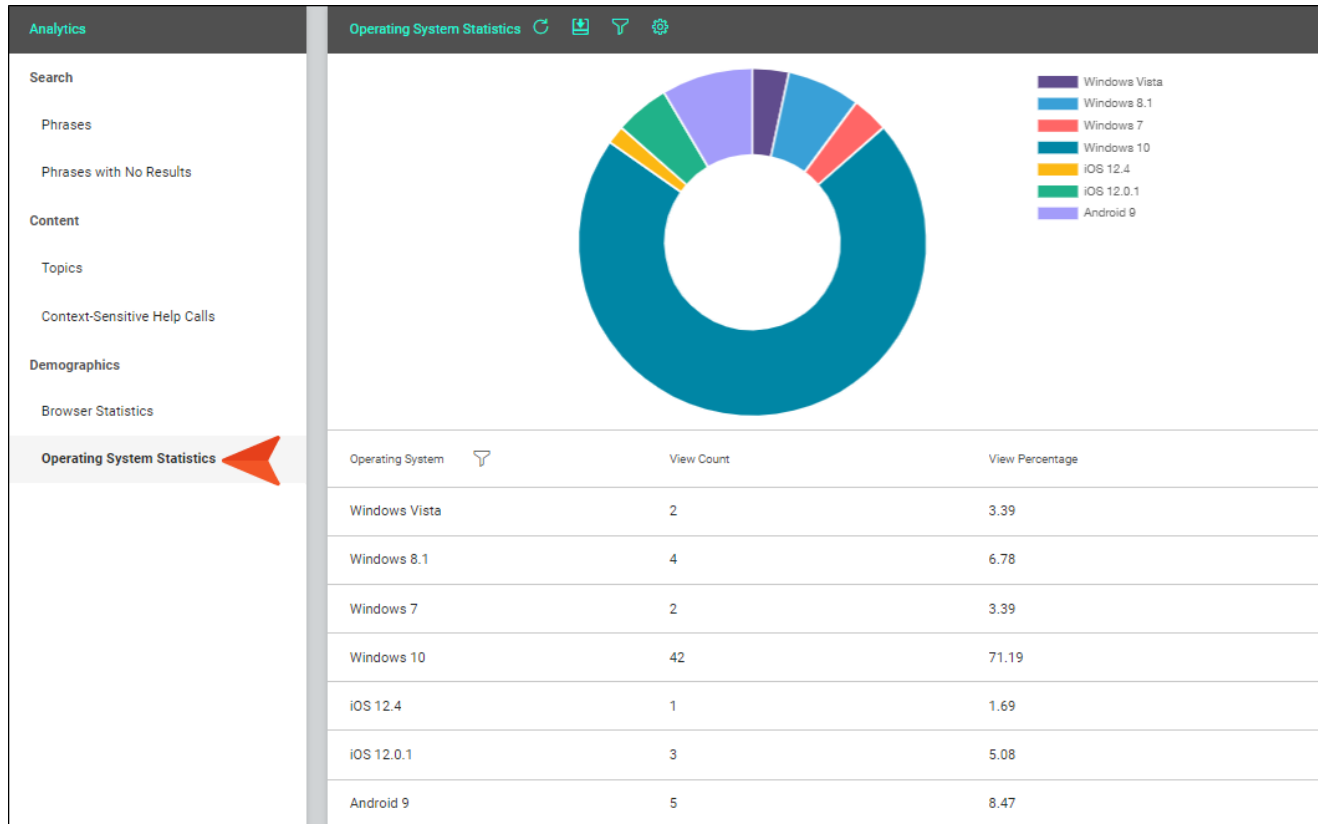 Analytics
Operating System Statistics
Search
Phrases
Phrases with No Results
Content
Topics
Context-Sensitive Help Calls
Demographics
Browser Statistics
Operating System Statistics
Windows Vista
Windows 8.1
Windows 7
Windows 10
iOS 12.4
iOS 12.0.1
Android 9
Operating System View Count View Percentage
Windows Vista 2 3.39
Windows 8.1 4 6.78
Windows 7 2 3.39
Windows 10 42 71.19
iOS 12.4 1 1.69
iOS 12.0.1 3 5.08
Android 9 5 8.47